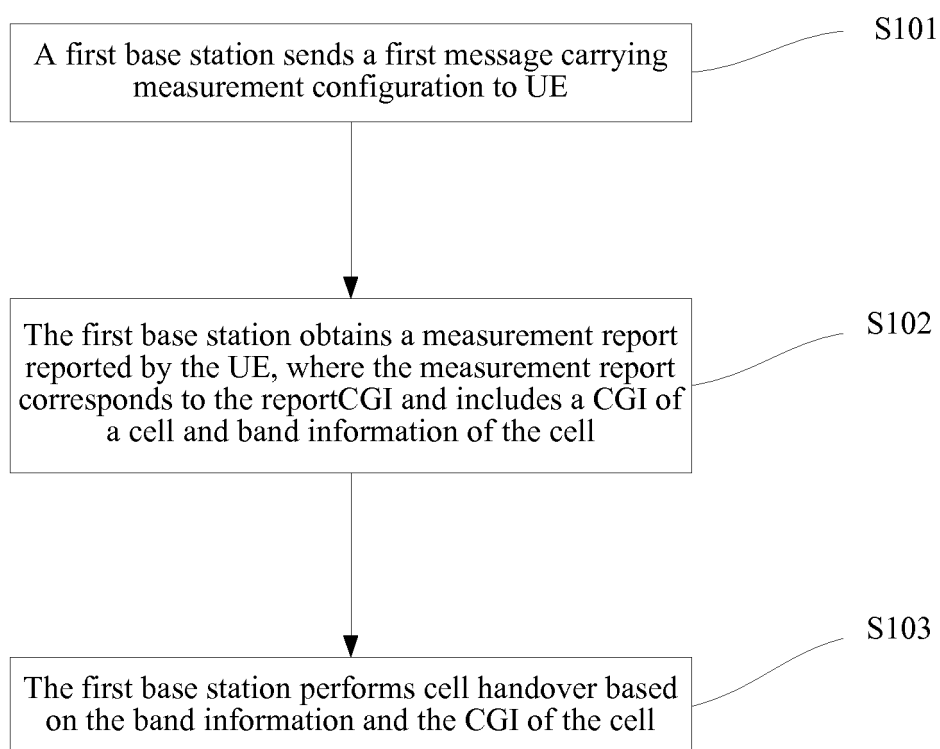 S101
A first base station sends a first message carrying
measurement configuration to UE
S102
The first base station obtains a measurement report
reported by the UE, where the measurement report
corresponds to the reportCGI and includes a CGI of
a cell and band information of the cell
S103
The first base station performs cell handover based
on the band information and the CGI of the cell